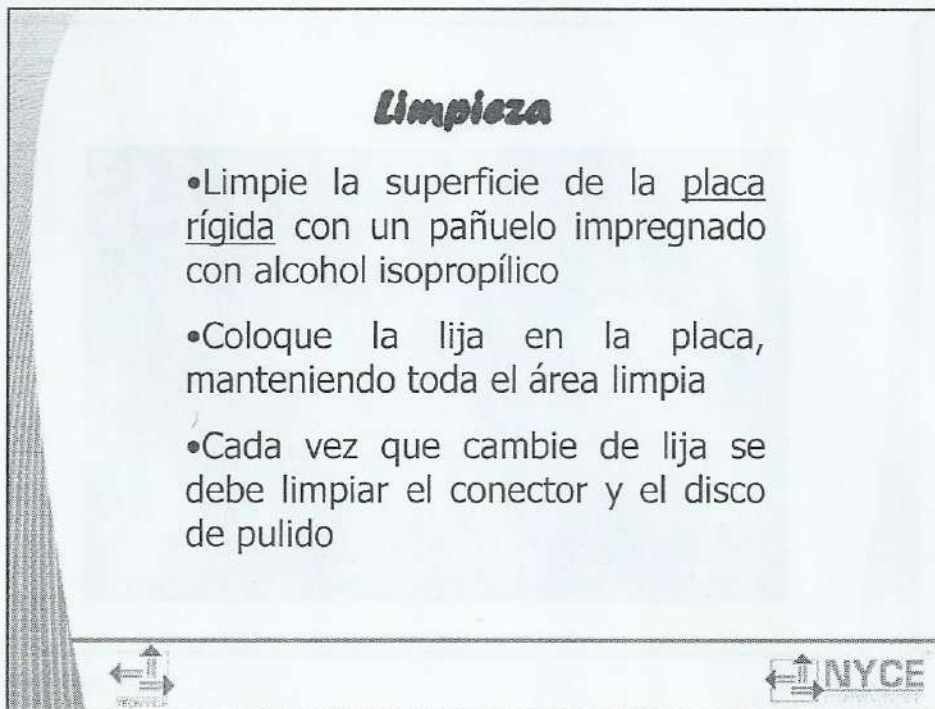 Limpieza
•Limpie la superficie de la placa
rígida con un pañuelo impregnado
con alcohol isopropílico
•Coloque la lija en la placa,
manteniendo toda el área limpia
•Cada vez que cambie de lija se
debe limpiar el conector y el disco
de pulido
NYCE